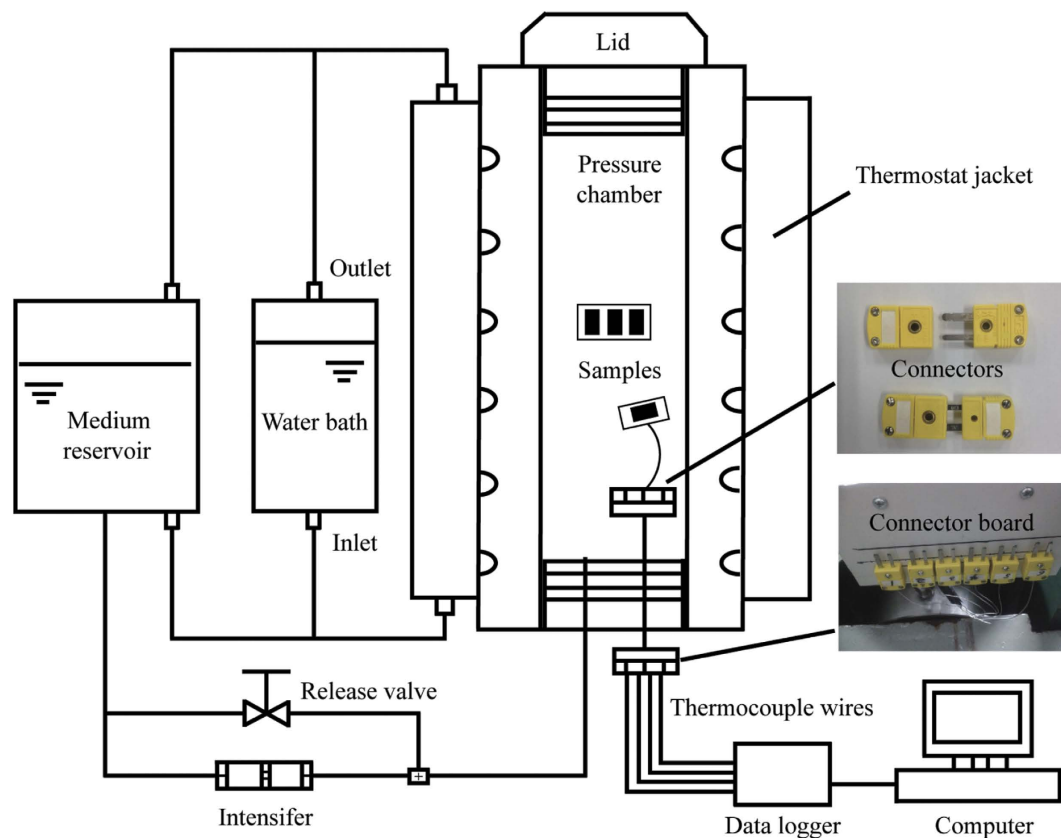 Lid
Pressure
chamber
Thermostat jacket
Outlet
Samples
Connectors
Medium
reservoir
Water bath
Inlet
Connector board
Release valve
Thermocouple wires
Intensifer
Data logger
Computer